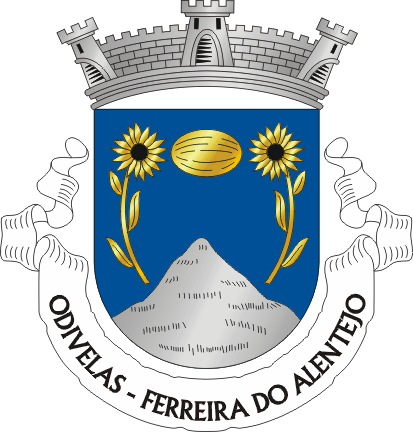 ODIVELAS - FERREIRA DO ALENTEJO